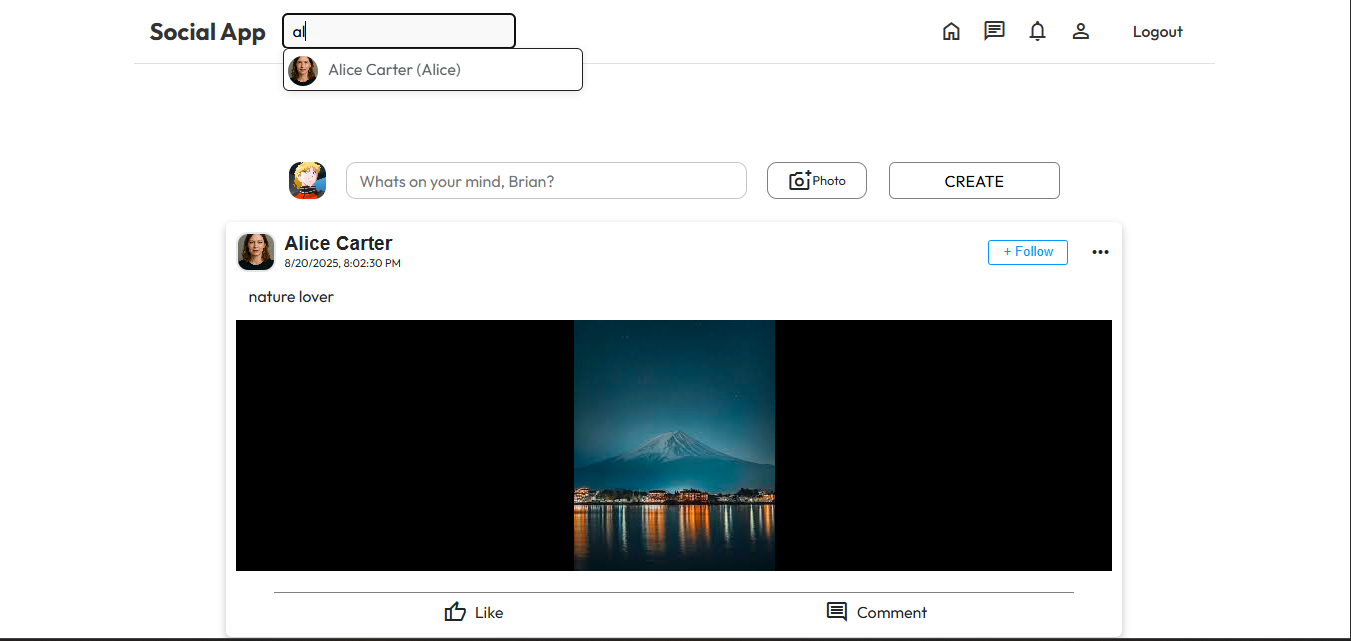 Social App
al
Logout
Alice Carter (Alice)
Whats on your mind, Brian?
Photo
CREATE
Alice Carter
8/20/2025, 8:02:30 PM
+ Follow
nature lover
Like
Comment